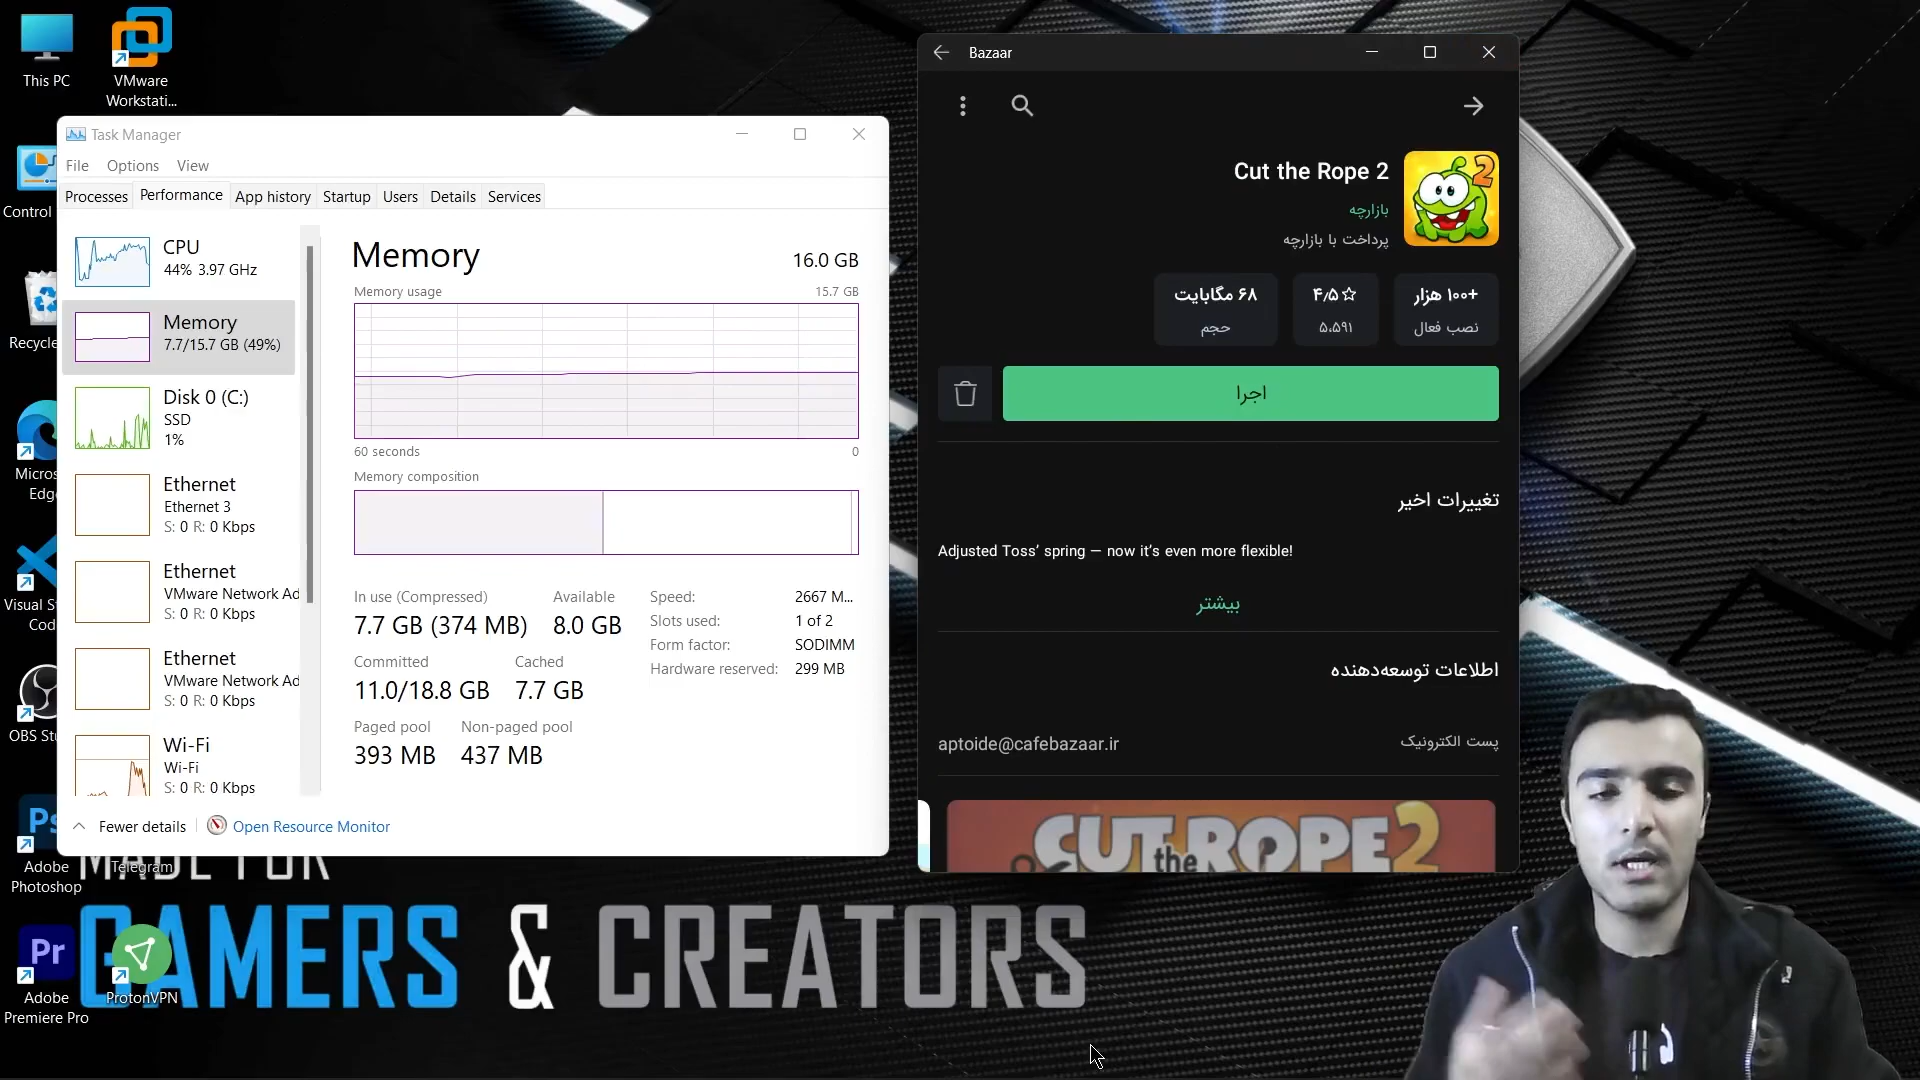 This PC
VMware
Workstati...
Control
Recycle
Micros
Edg
Visual St
Cod
OBS Stu
Adobe
Photoshop
Telegram
Adobe
Premiere Pro
ProtonVPN
Task Manager
File Options View
Processes Performance App history Startup Users Details Services
CPU
44% 3.97 GHz
Memory
7.7/15.7 GB (49%)
Disk 0 (C:)
SSD
1%
Ethernet
Ethernet 3
S: 0 R: 0 Kbps
Ethernet
VMware Network Ad
S: 0 R: 0 Kbps
Ethernet
VMware Network Ad
S: 0 R: 0 Kbps
Wi-Fi
Wi-Fi
S: 0 R: 0 Kbps
Memory 16.0 GB
Memory usage 15.7 GB
60 seconds 0
Memory composition
In use (Compressed) Available
7.7 GB (374 MB) 8.0 GB
Committed Cached
11.0/18.8 GB 7.7 GB
Paged pool Non-paged pool
393 MB 437 MB
Speed: 2667 M...
Slots used: 1 of 2
Form factor: SODIMM
Hardware reserved: 299 MB
Fewer details Open Resource Monitor
Bazaar
Cut the Rope 2
2
بازارچه
پرداخت با بازارچه
+۱۰۰ هزار
نصب فعال
۴٫۵
۵،۵۹۱
۶۸ مگابایت
حجم
اجرا
تغییرات اخیر
Adjusted Toss’ spring — now it’s even more flexible!
بیشتر
اطلاعات توسعه‌دهنده
پست الکترونیک
aptoide@cafebazaar.ir
CUT the ROPE 2
MADE FOR
GAMERS & CREATORS
Ps
Pr